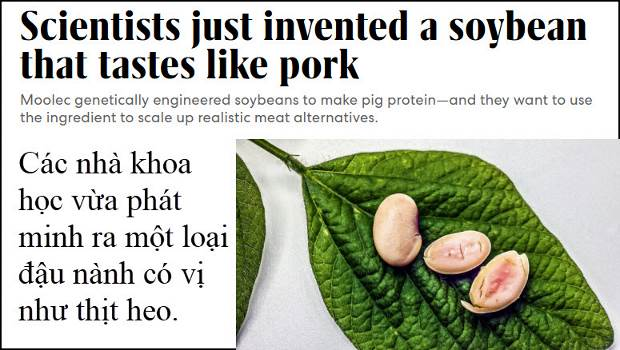 Scientists just invented a soybean
that tastes like pork
Moolec genetically engineered soybeans to make pig protein—and they want to use
the ingredient to scale up realistic meat alternatives.
Các nhà khoa
học vừa phát
minh ra một loại
đậu nành có vị
như thịt heo.